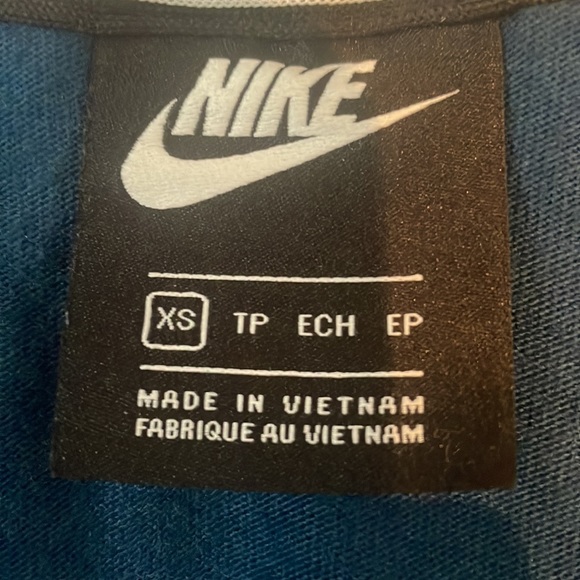 NIKE
XS TP ECH EP
MADE IN VIETNAM
FABRIQUE AU VIETNAM